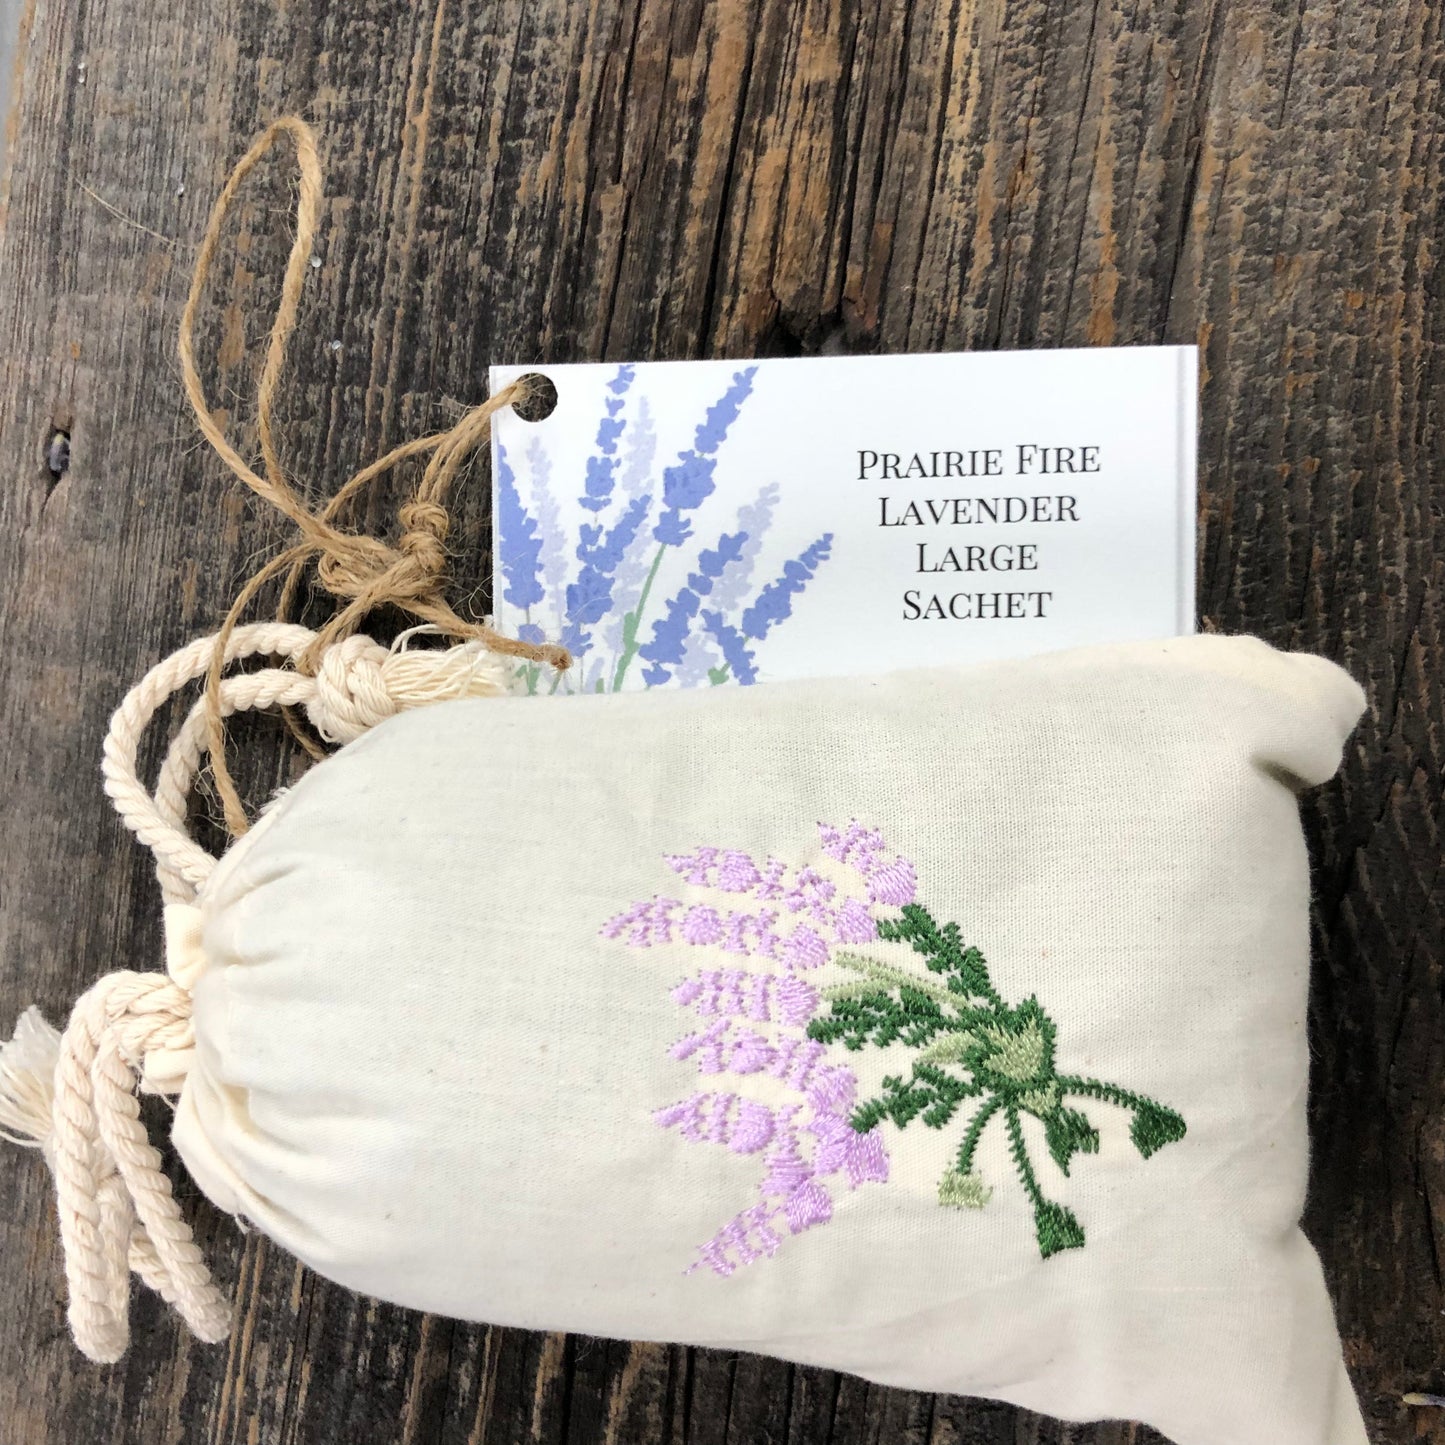 PRAIRIE FIRE
LAVENDER
LARGE
SACHET